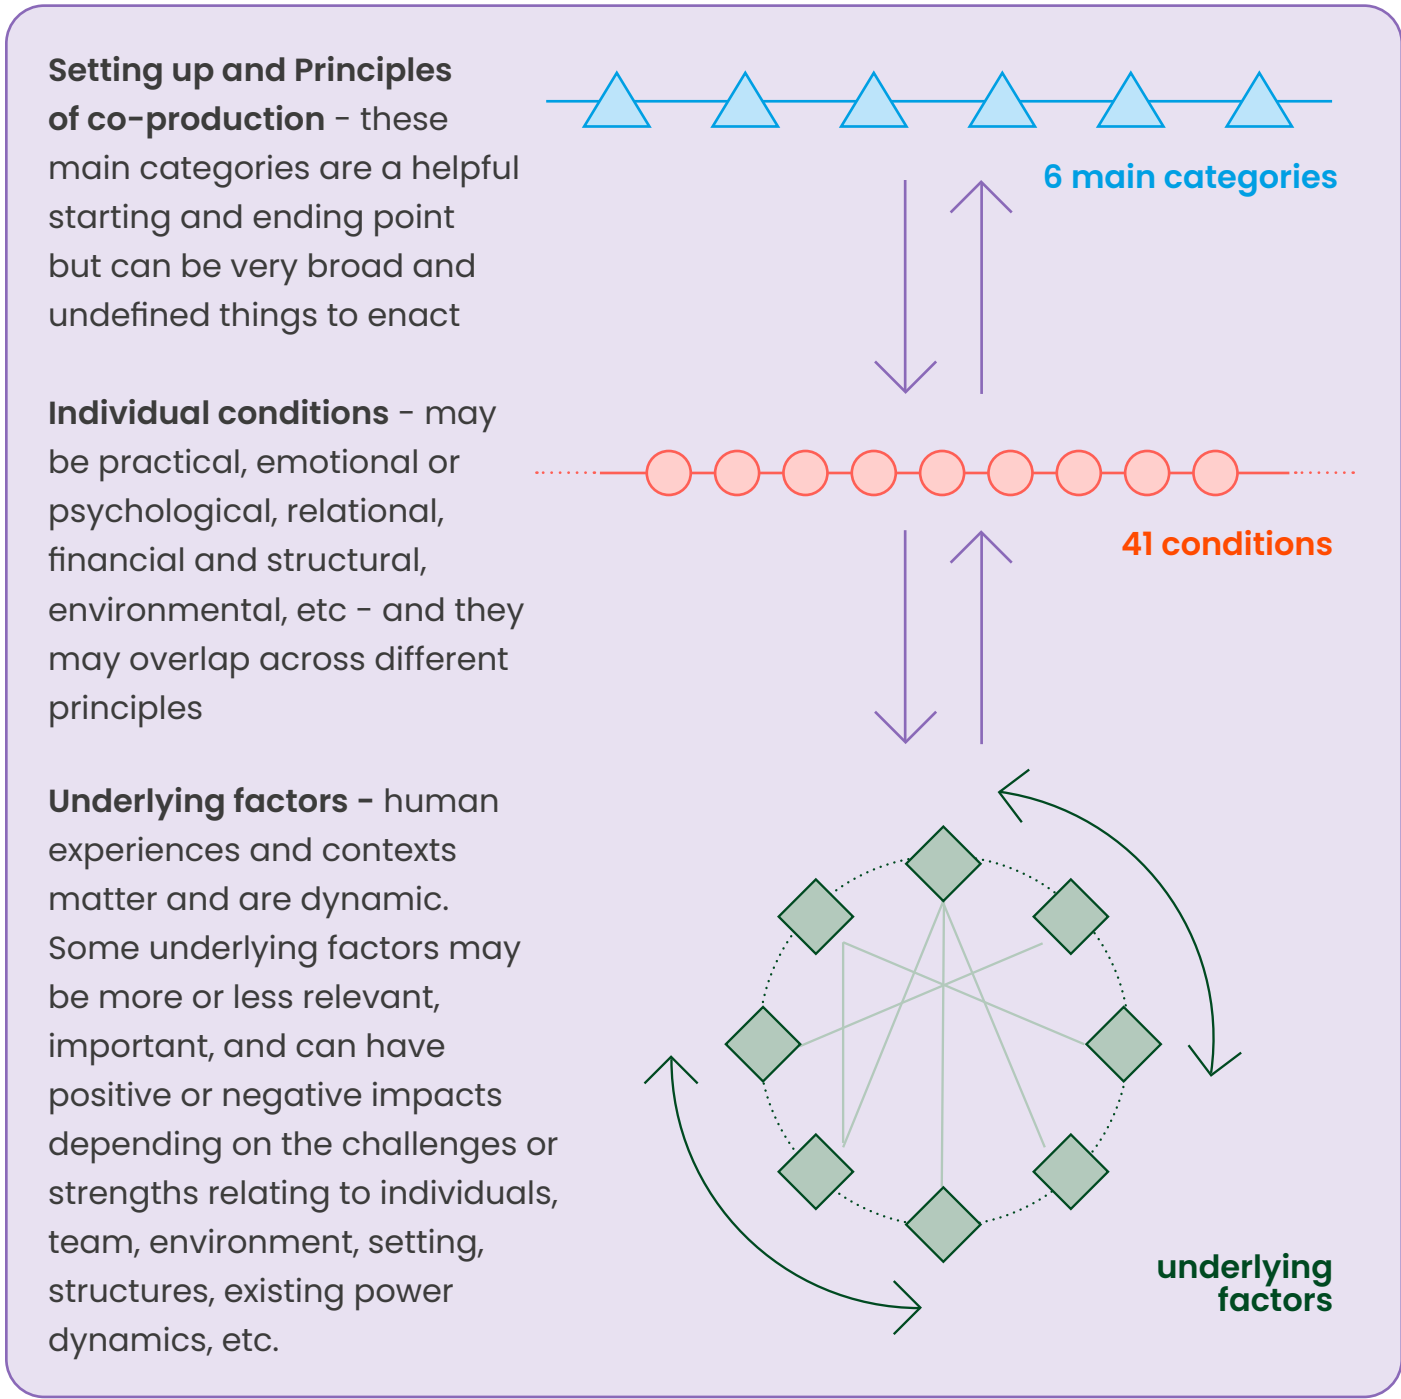 Setting up and Principles
of co-production - these
main categories are a helpful
starting and ending point
but can be very broad and
undefined things to enact
6 main categories
Individual conditions - may
be practical, emotional or
psychological, relational,
financial and structural,
environmental, etc - and they
may overlap across different
principles
41 conditions
Underlying factors - human
experiences and contexts
matter and are dynamic.
Some underlying factors may
be more or less relevant,
important, and can have
positive or negative impacts
depending on the challenges or
strengths relating to individuals,
team, environment, setting,
structures, existing power
dynamics, etc.
underlying
factors